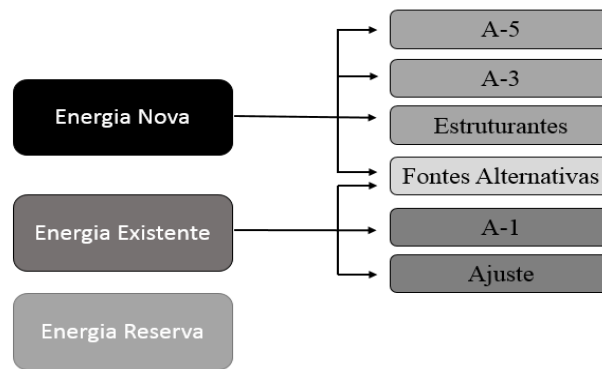 A-5
A-3
Energia Nova
Estruturantes
Fontes Alternativas
Energia Existente
A-1
Ajuste
Energia Reserva